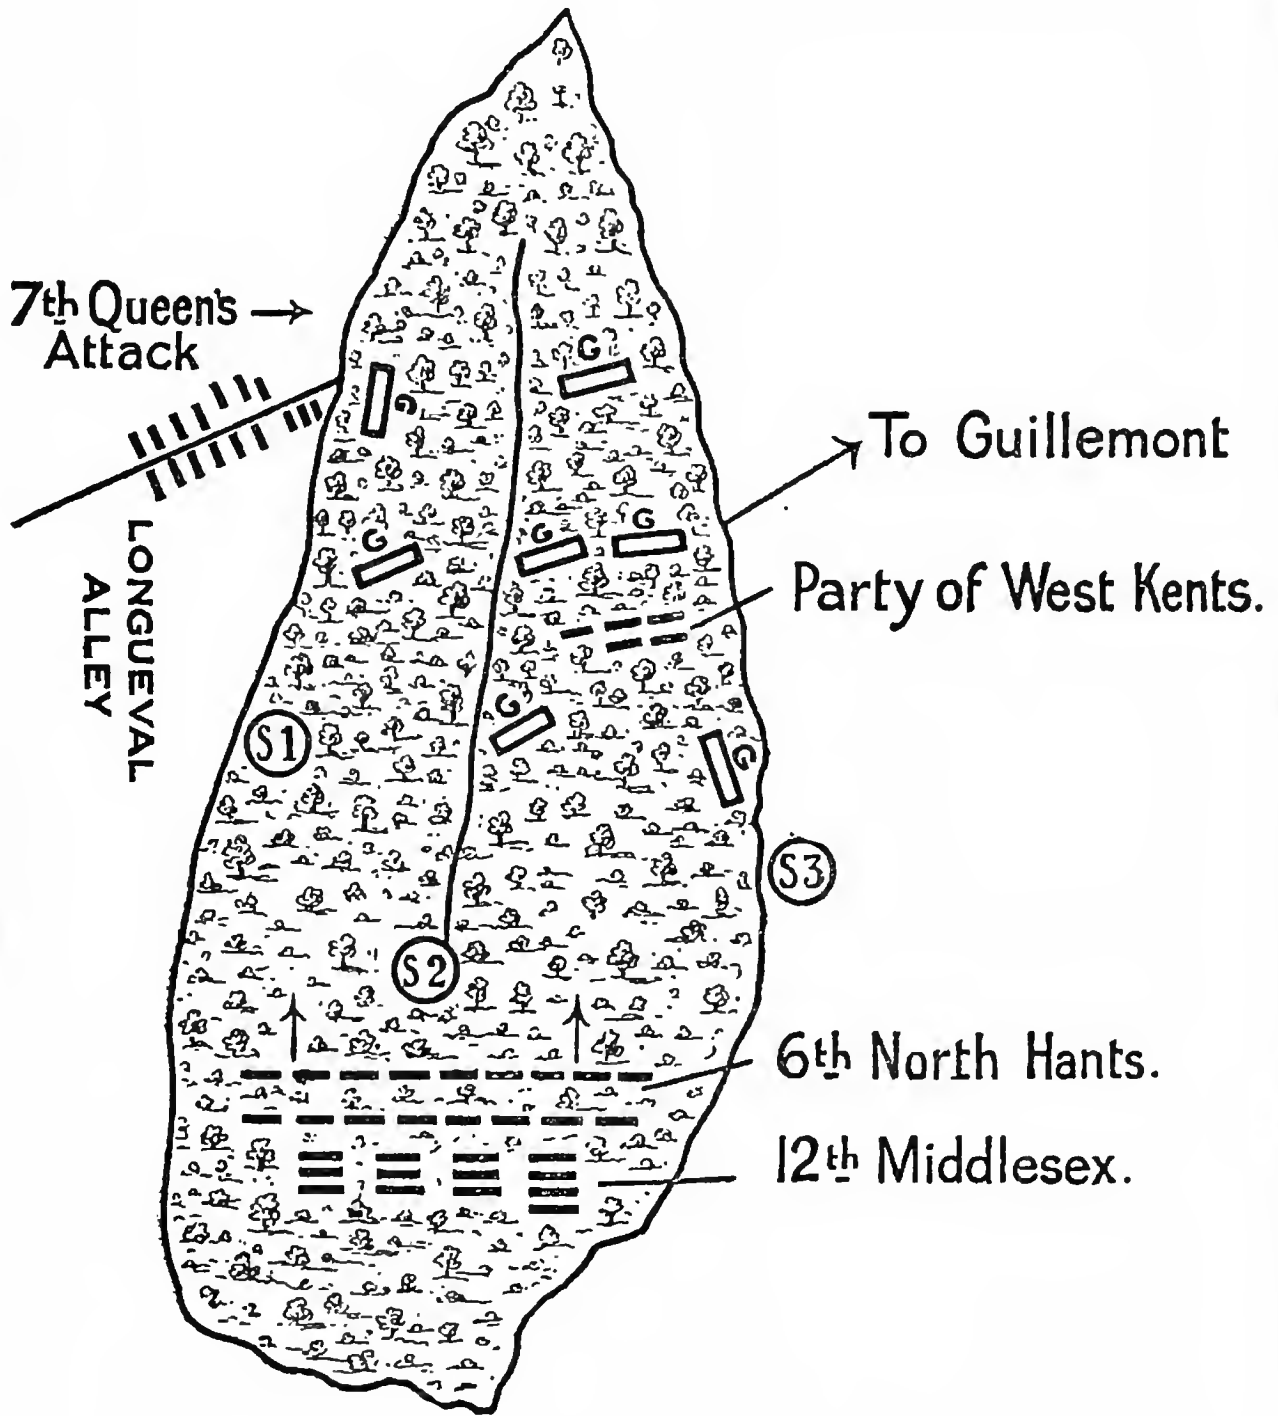 7th Queen's
Attack
G
G
To Guillemont
LONGUEVAL
ALLEY
G
G
G
Party of West Kents.
G
S1
G
S3
S2
6th North Hants.
12th Middlesex.